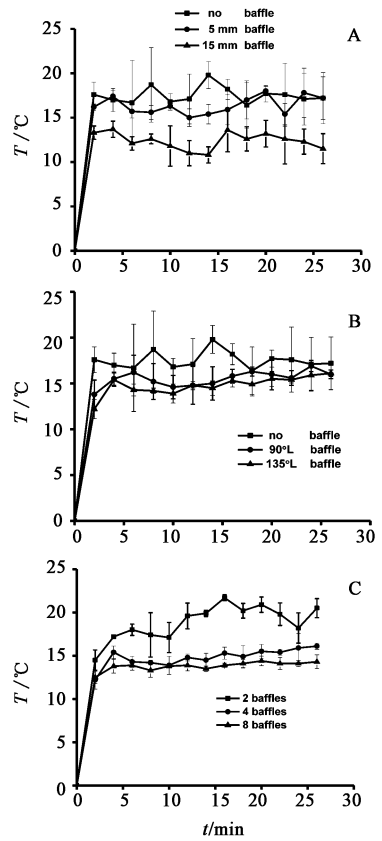 no baffle
5 mm baffle
15 mm baffle
A
25
20
15
10
5
0
T /℃
0 5 10 15 20 25 30
B
25
20
15
10
5
0
T /℃
no baffle
90°L baffle
135°L baffle
0 5 10 15 20 25 30
C
25
20
15
10
5
0
T /℃
2 baffles
4 baffles
8 baffles
0 5 10 15 20 25 30
t/min